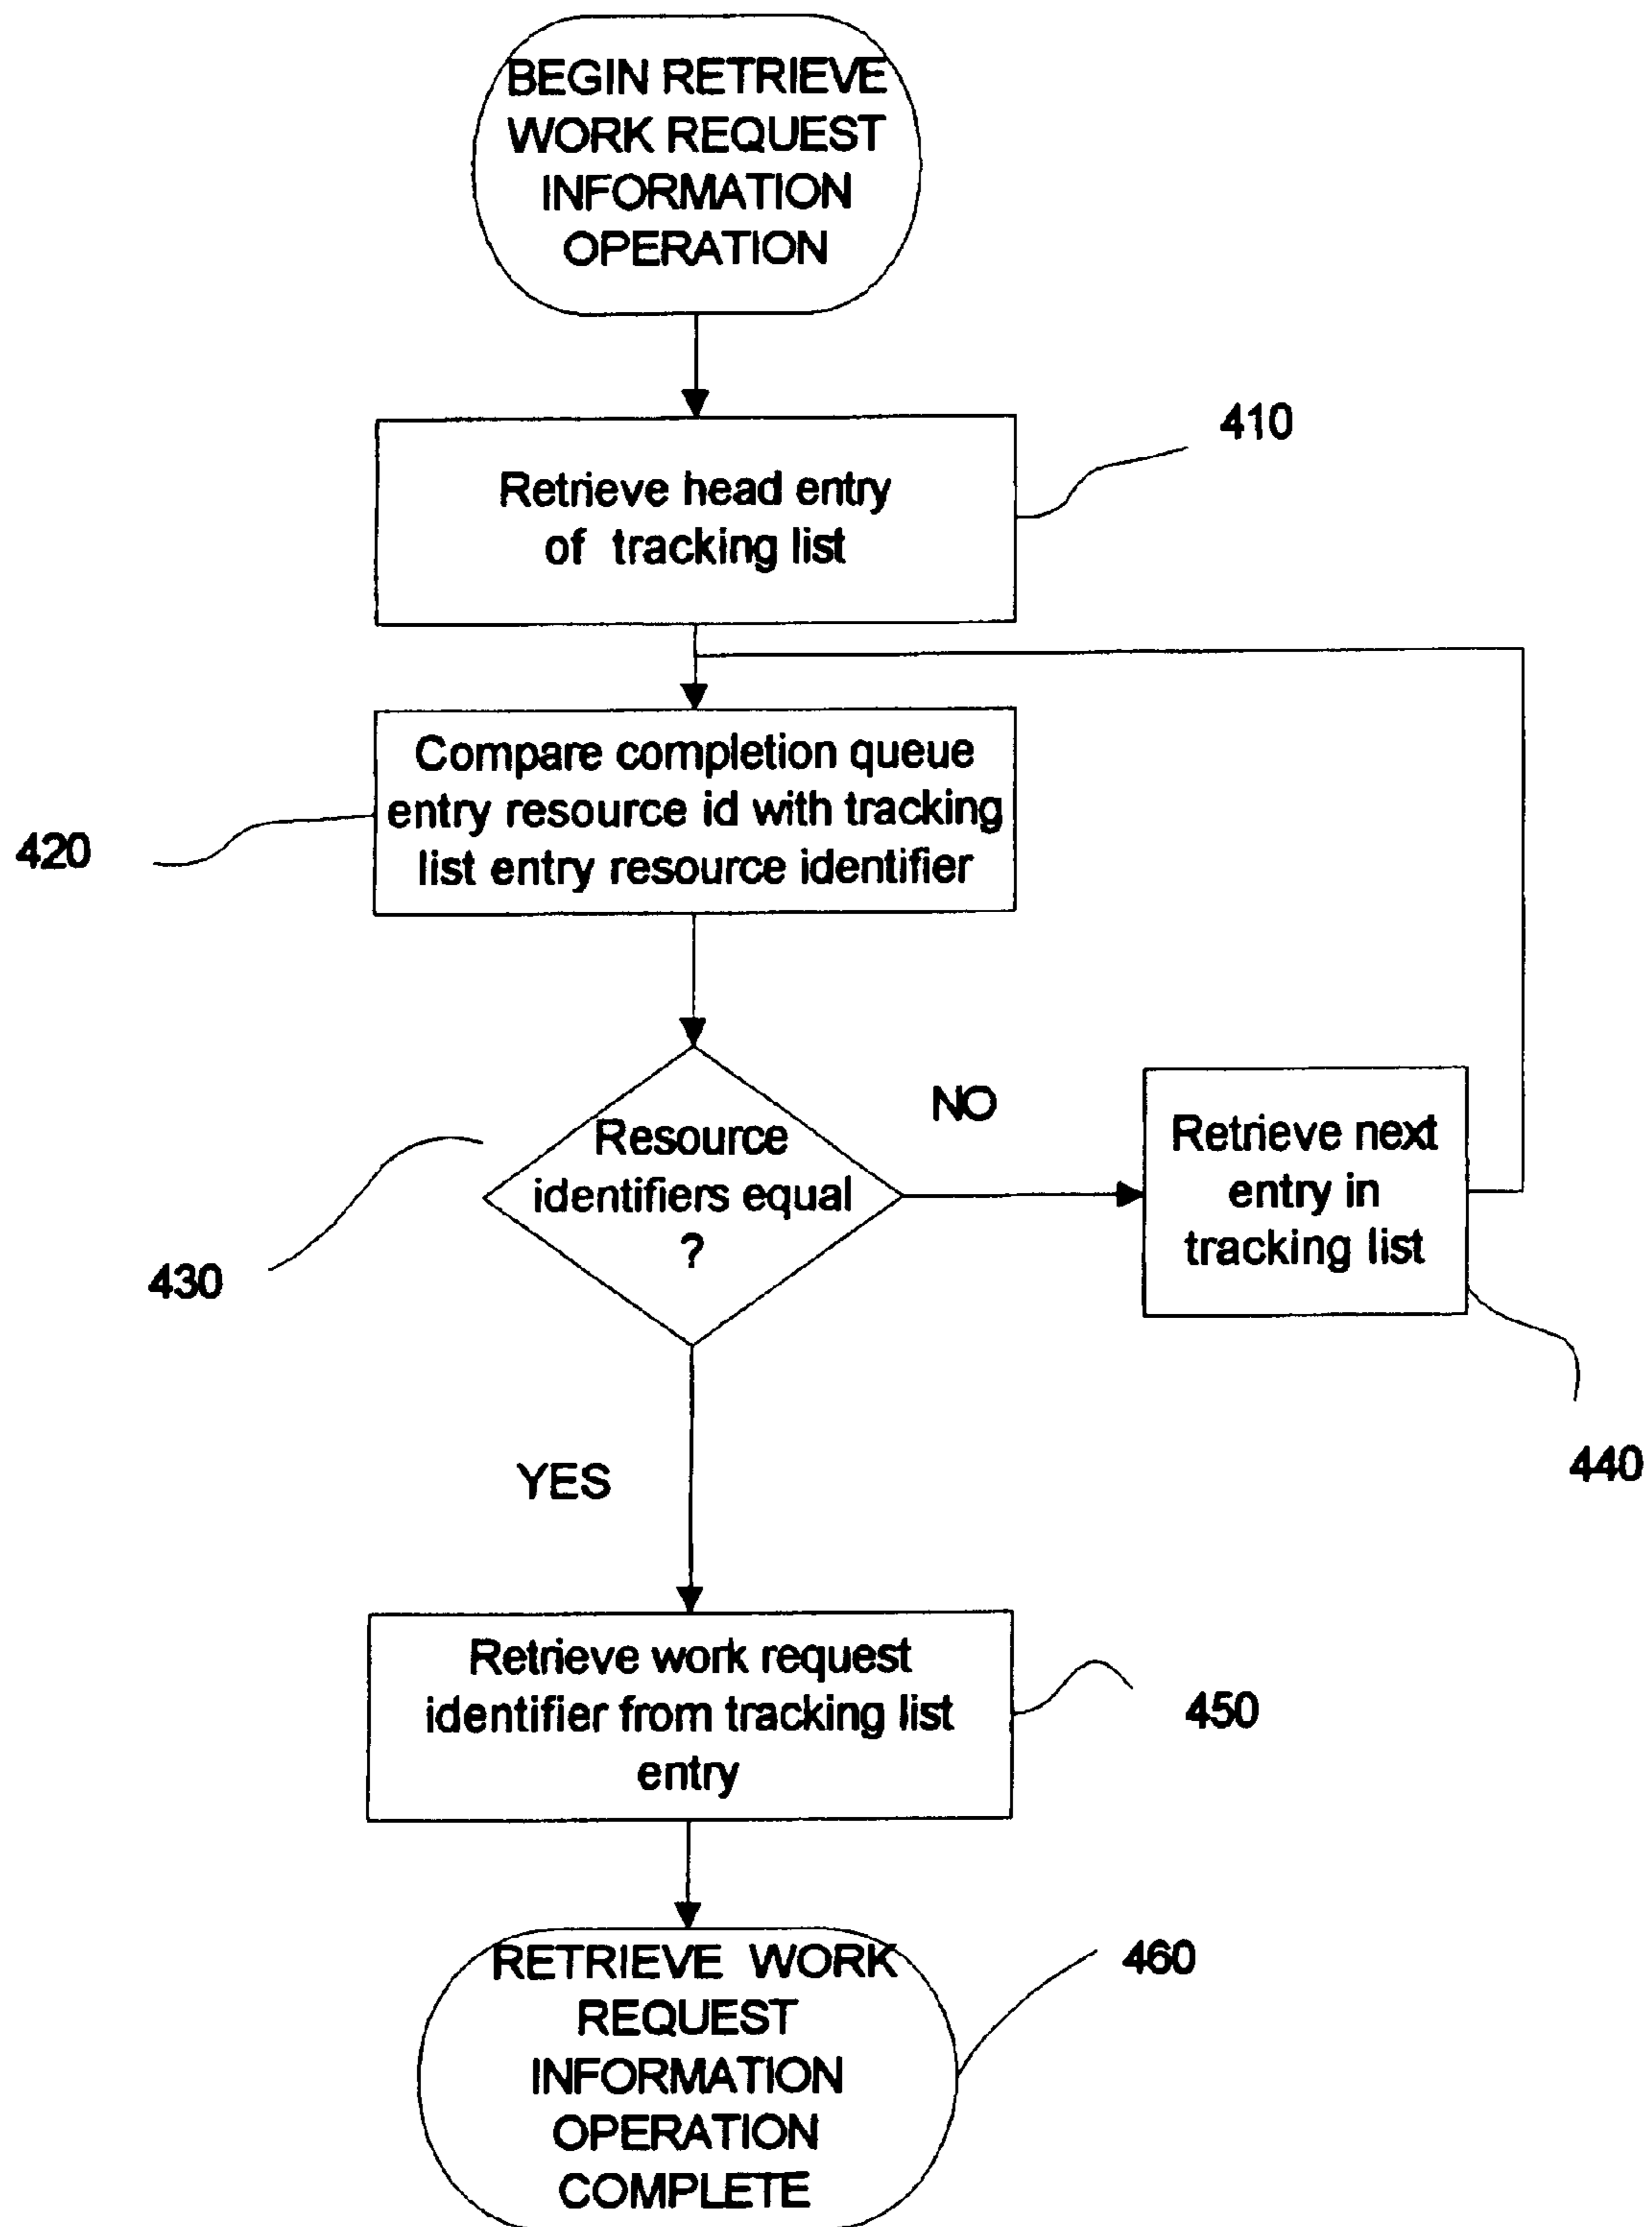 BEGIN RETRIEVE
WORK REQUEST
INFORMATION
OPERATION
410
Retrieve head entry
of tracking list
Compare completion queue
entry resource id with tracking
list entry resource identifier
420
NO
Resource
identifiers equal
?
Retrieve next
entry in
tracking list
430
440
YES
Retrieve work request
identifier from tracking list
entry
450
RETRIEVE WORK
REQUEST
INFORMATION
OPERATION
COMPLETE
460